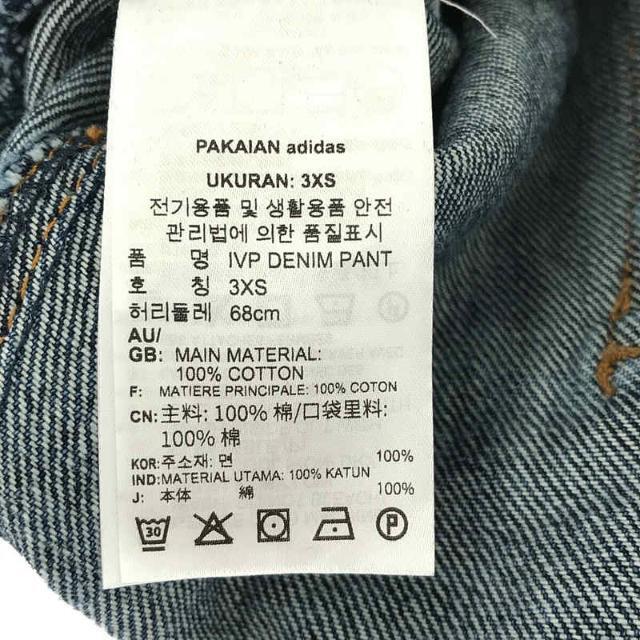 PAKAIAN adidas
UKURAN: 3XS
전기용품 및 생활용품 안전
관리법에 의한 품질표시
품 명 IVP DENIM PANT
호 칭 3XS
허리둘레 68cm
AU/
GB: MAIN MATERIAL:
100% COTTON
F: MATIERE PRINCIPALE: 100% COTON
CN: 主料: 100% 棉/口袋里料:
100% 棉
KOR: 주소재: 면 100%
IND: MATERIAL UTAMA: 100% KATUN
J: 本体 綿 100%
30 P